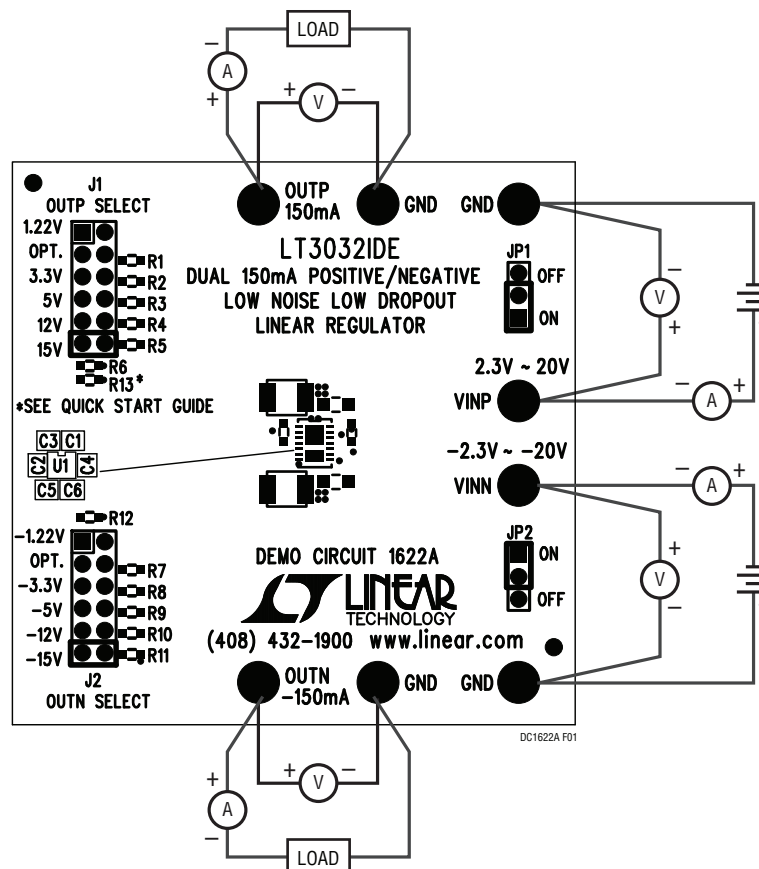 LOAD
−
A
+
+ V −
J1
OUTP SELECT
1.22V
OPT.
3.3V
5V
12V
15V
R1
R2
R3
R4
R5
R6
R13*
*SEE QUICK START GUIDE
OUTP
150mA
GND
GND
LT3032IDE
DUAL 150mA POSITIVE/NEGATIVE
LOW NOISE LOW DROPOUT
LINEAR REGULATOR
JP1
OFF
ON
−
V
+
2.3V ~ 20V
VINP
− A +
C3 C1
C2 U1 C4
C5 C6
−2.3V ~ −20V
VINN
− A +
R12
−1.22V
OPT.
−3.3V
−5V
−12V
−15V
R7
R8
R9
R10
R11
J2
OUTN SELECT
JP2
ON
OFF
+
V
−
DEMO CIRCUIT 1622A
LINEAR
TECHNOLOGY
(408) 432-1900 www.linear.com
OUTN
-150mA
GND
GND
DC1622A F01
+ V −
+
A
−
LOAD